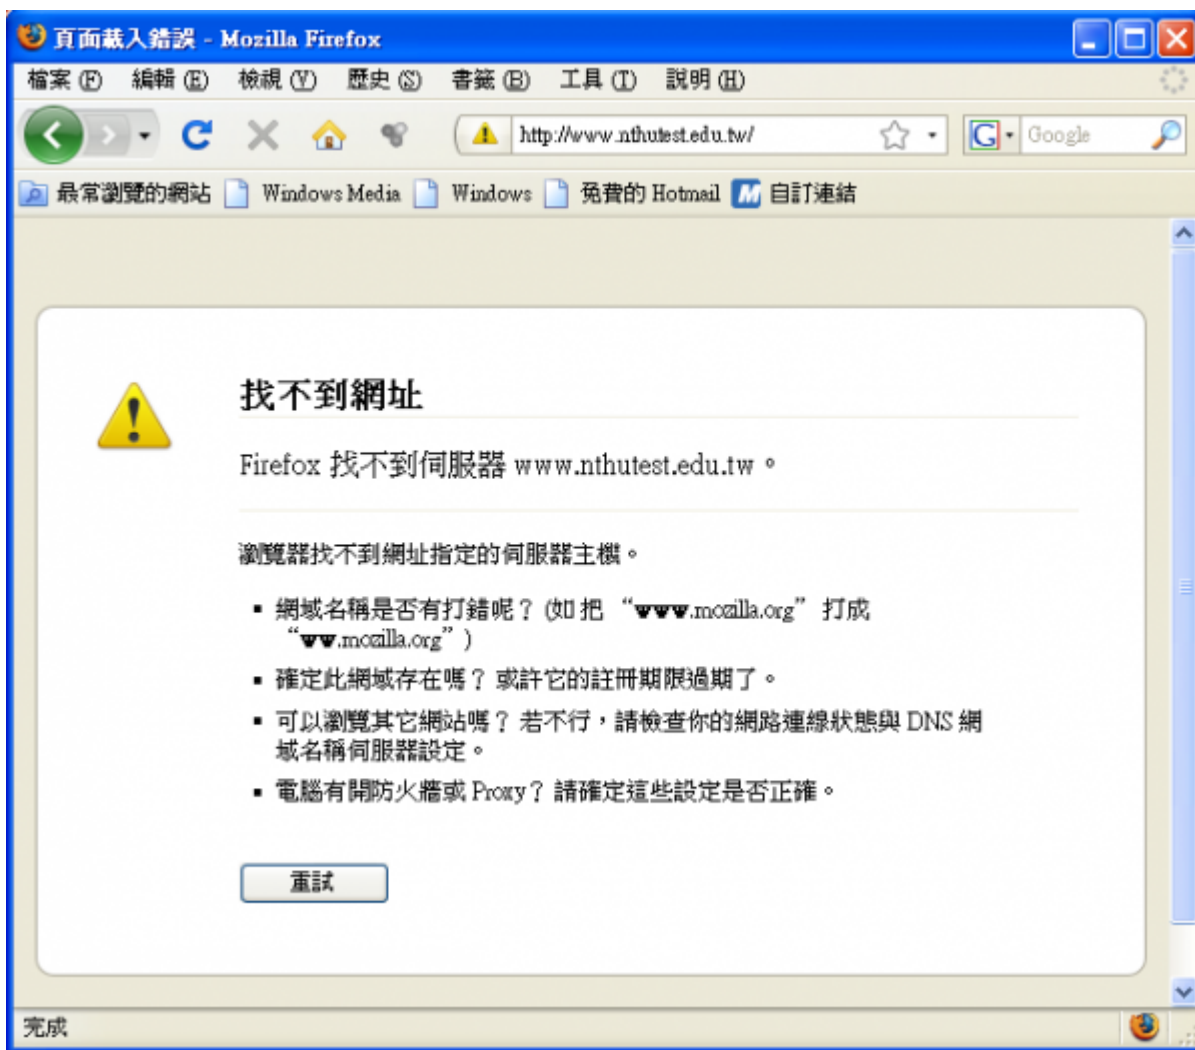 頁面載入錯誤 - Mozilla Firefox
檔案 (F) 編輯 (E) 檢視 (V) 歷史 (S) 書籤 (B) 工具 (T) 說明 (H)
http://www.nthutest.edu.tw/ G Google
最常瀏覽的網站 Windows Media Windows 免費的 Hotmail 自訂連結
找不到網址
Firefox 找不到伺服器 www.nthutest.edu.tw。
瀏覽器找不到網址指定的伺服器主機。
▪ 網域名稱是否有打錯呢？ (如 把 “www.mozilla.org” 打成
“ww.mozilla.org” )
▪ 確定此網域存在嗎？ 或許它的註冊期限過期了。
▪ 可以瀏覽其它網站嗎？ 若不行，請檢查你的網路連線狀態與 DNS 網
域名稱伺服器設定。
▪ 電腦有開防火牆或 Proxy？ 請確定這些設定是否正確。
重試
完成